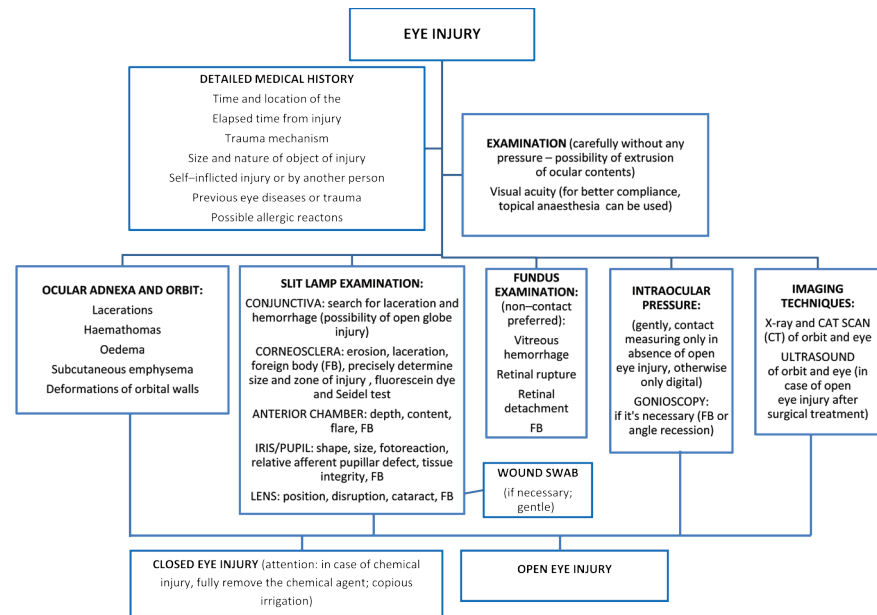 EYE INJURY
DETAILED MEDICAL HISTORY
Time and location of the
Elapsed time from injury
Trauma mechanism
Size and nature of object of injury
Self–inflicted injury or by another person
Previous eye diseases or trauma
Possible allergic reactons
EXAMINATION (carefully without any
pressure – possibility of extrusion
of ocular contents)
Visual acuity (for better compliance,
topical anaesthesia can be used)
OCULAR ADNEXA AND ORBIT:
Lacerations
Haemathomas
Oedema
Subcutaneous emphysema
Deformations of orbital walls
SLIT LAMP EXAMINATION:
CONJUNCTIVA: search for laceration and
hemorrhage (possibility of open globe
injury)
CORNEOSCLERA: erosion, laceration,
foreign body (FB), precisely determine
size and zone of injury , fluorescein dye
and Seidel test
ANTERIOR CHAMBER: depth, content,
flare, FB
IRIS/PUPIL: shape, size, fotoreaction,
relative afferent pupillar defect, tissue
integrity, FB
LENS: position, disruption, cataract, FB
FUNDUS
EXAMINATION:
(non–contact
preferred):
Vitreous
hemorrhage
Retinal rupture
Retinal
detachment
FB
INTRAOCULAR
PRESSURE:
(gently, contact
measuring only in
absence of open
eye injury, otherwise
only digital)
GONIOSCOPY:
if it's necessary (FB or
angle recession)
IMAGING
TECHNIQUES:
X-ray and CAT SCAN
(CT) of orbit and eye
ULTRASOUND
of orbit and eye (in
case of open
eye injury after
surgical treatment)
WOUND SWAB
(if necessary;
gentle)
CLOSED EYE INJURY (attention: in case of chemical
injury, fully remove the chemical agent; copious
irrigation)
OPEN EYE INJURY